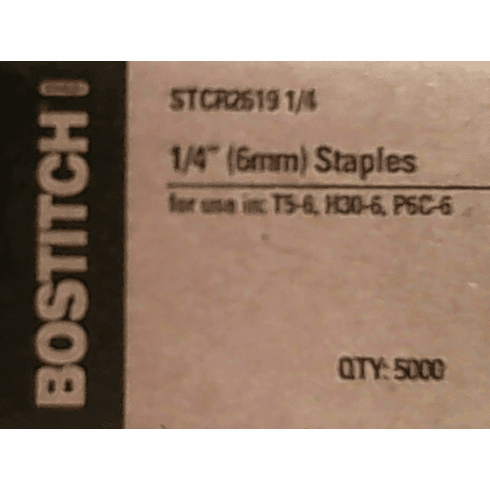 BOSTITCH
STCR2619 1/4
1/4" (6mm) Staples
for use in: T5-6, H30-6, P6C-6
QTY: 5000